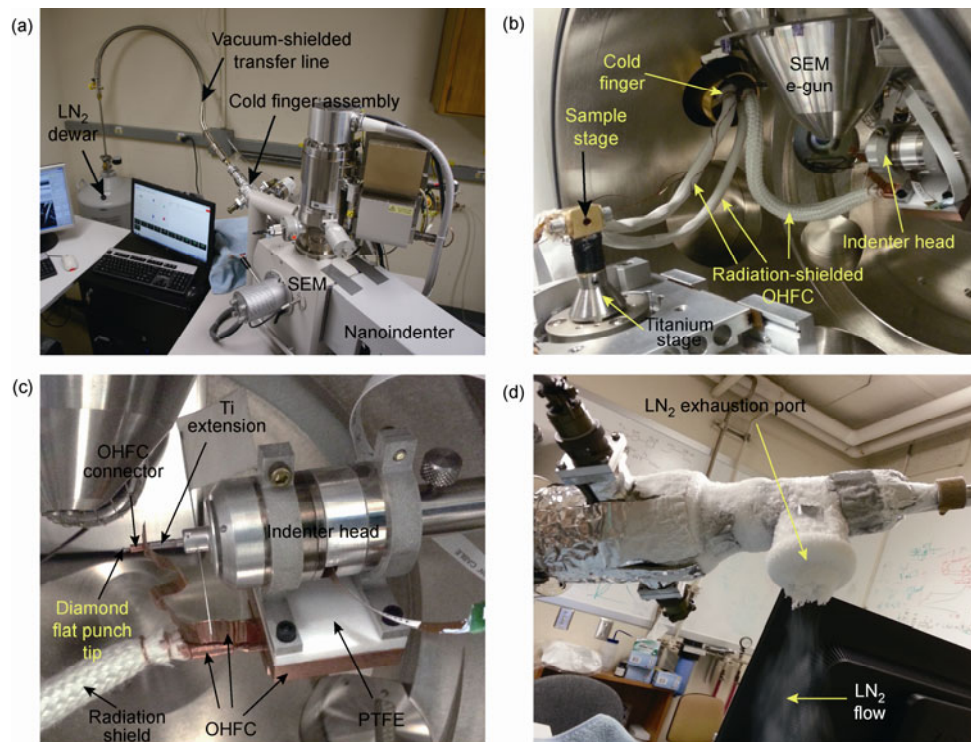 (a)
Vacuum-shielded
transfer line
Cold finger assembly
LN2
dewar
SEM
Nanoindenter
(b)
Cold
finger
SEM
e-gun
Sample
stage
Indenter head
Radiation-shielded
OHFC
Titanium
stage
(c)
Ti
extension
OHFC
connector
Indenter head
Diamond
flat punch
tip
Radiation
shield
OHFC
PTFE
(d)
LN2 exhaustion port
LN2
flow